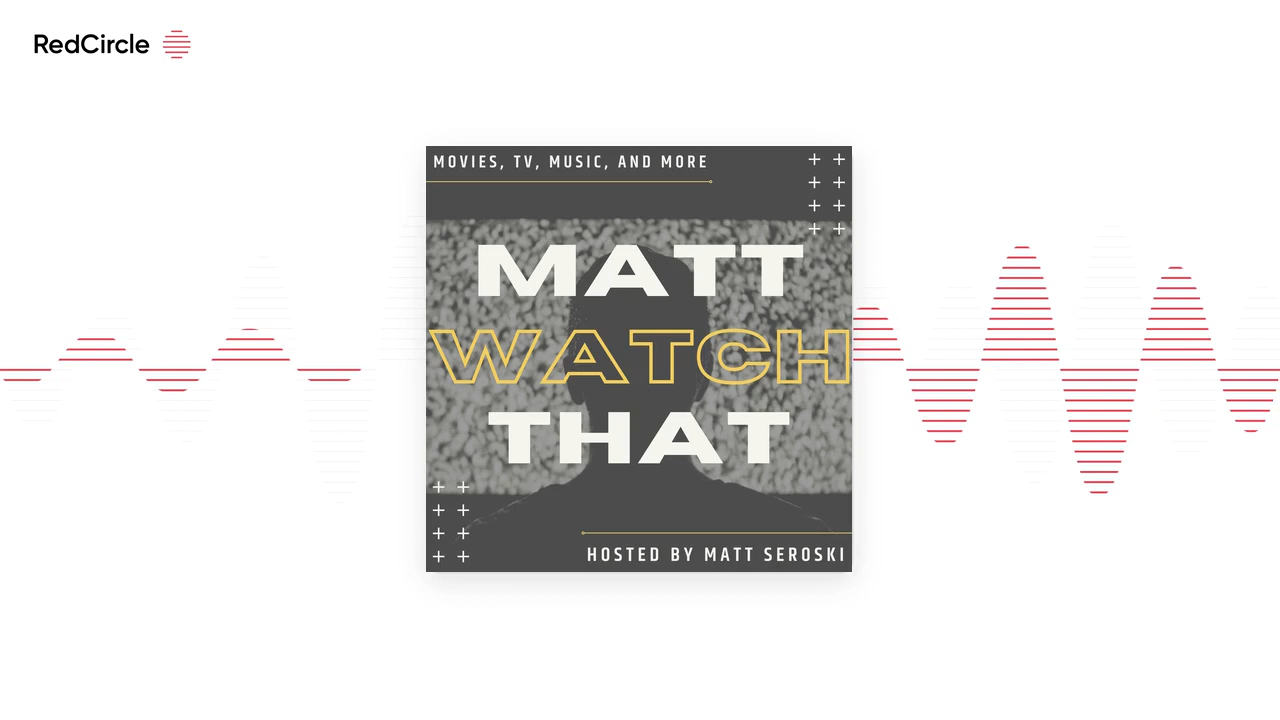 RedCircle
MOVIES, TV, MUSIC, AND MORE
MATT
WATCH
THAT
HOSTED BY MATT SEROSKI